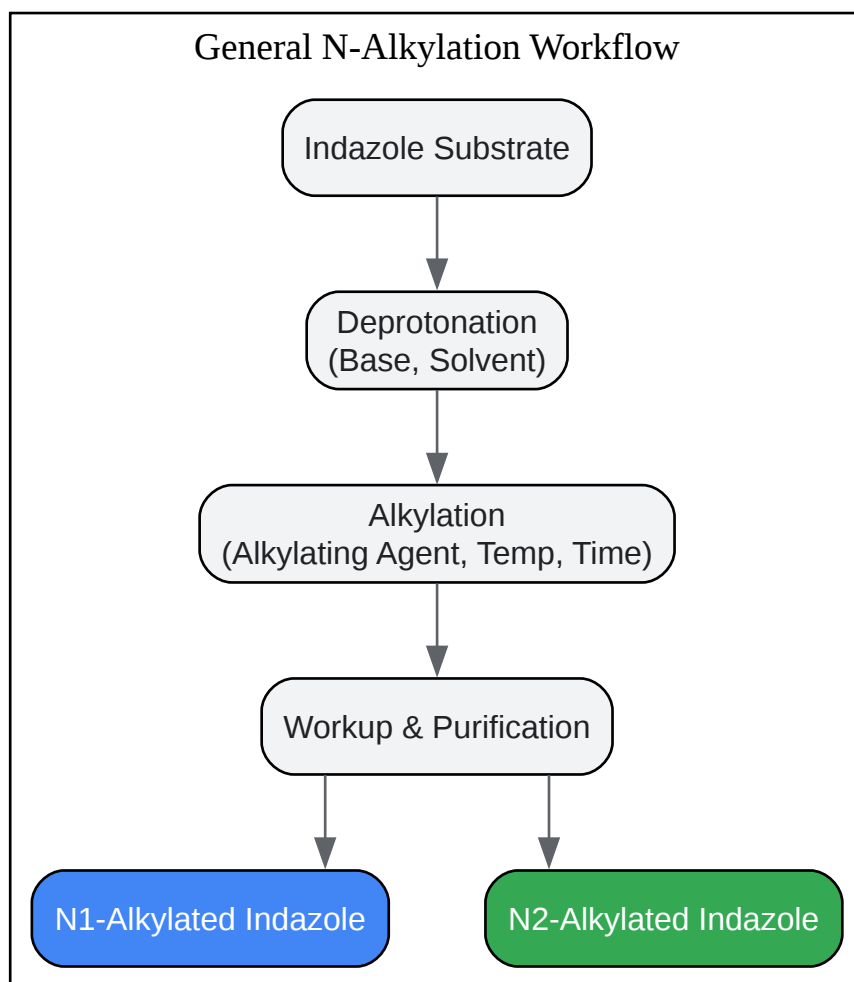 General N-Alkylation Workflow
Indazole Substrate
Deprotonation
(Base, Solvent)
Alkylation
(Alkylating Agent, Temp, Time)
Workup & Purification
N1-Alkylated Indazole
N2-Alkylated Indazole